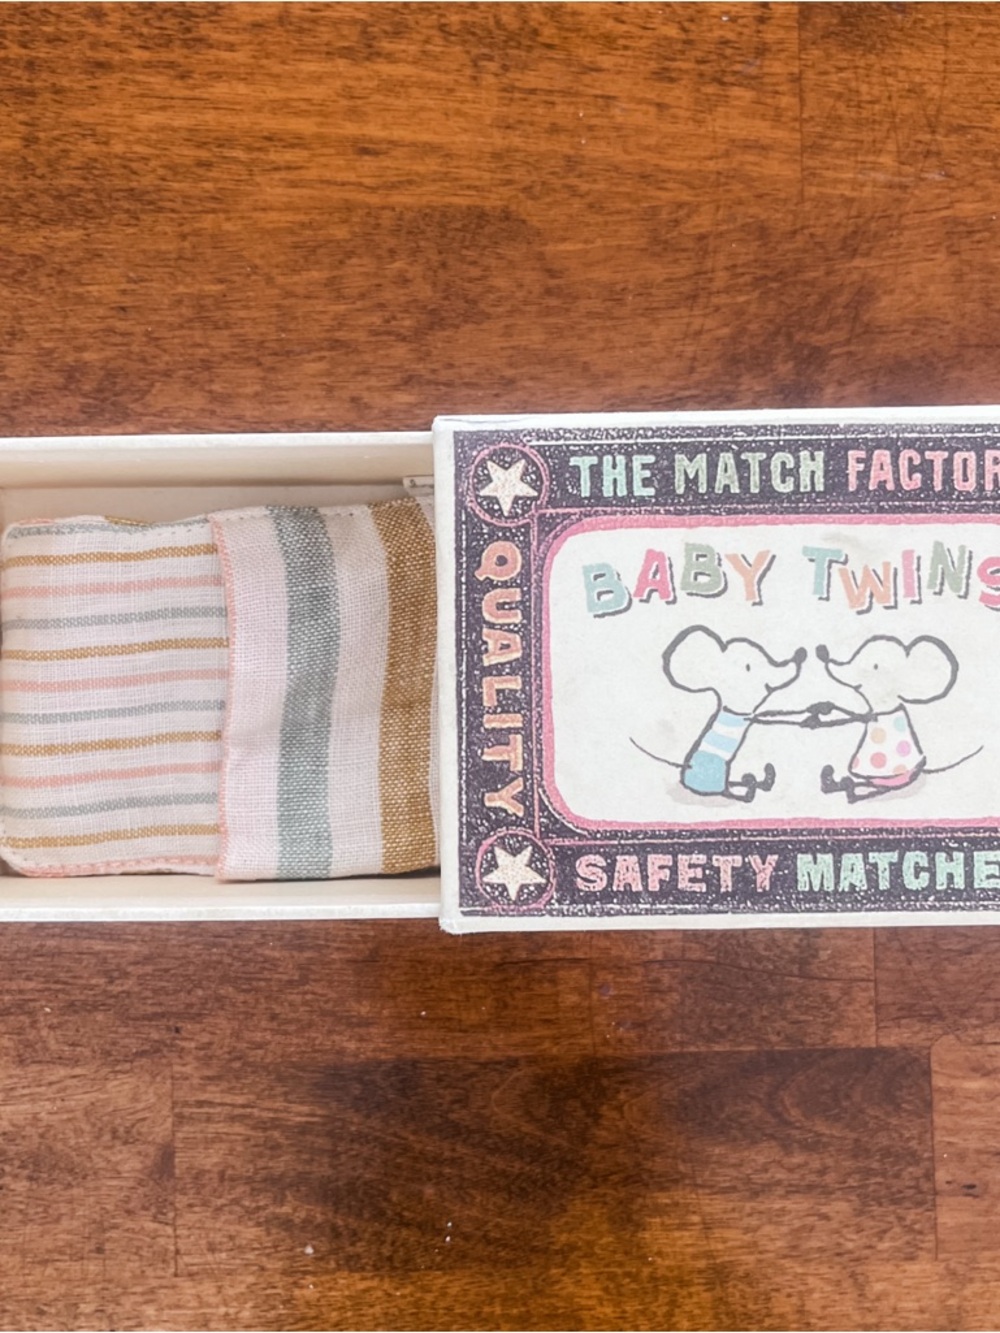 THE MATCH FACTOR
QUALITY
BABY TWINS
SAFETY MATCHE